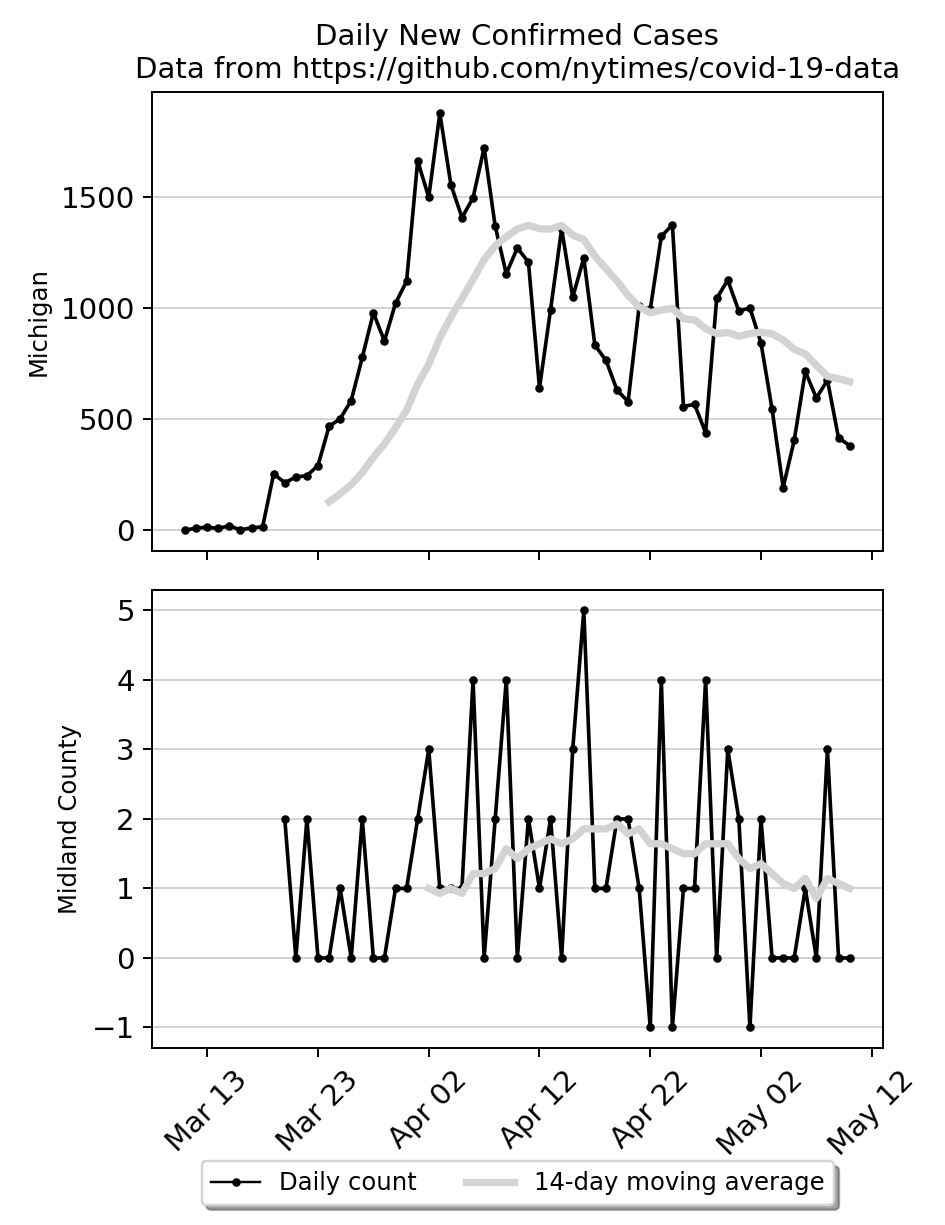 Daily New Confirmed Cases
Data from https://github.com/nytimes/covid-19-data
Michigan
1500
1000
500
0
Midland County
5
4
3
2
1
0
−1
Mar 13
Mar 23
Apr 02
Apr 12
Apr 22
May 02
May 12
Daily count
14-day moving average